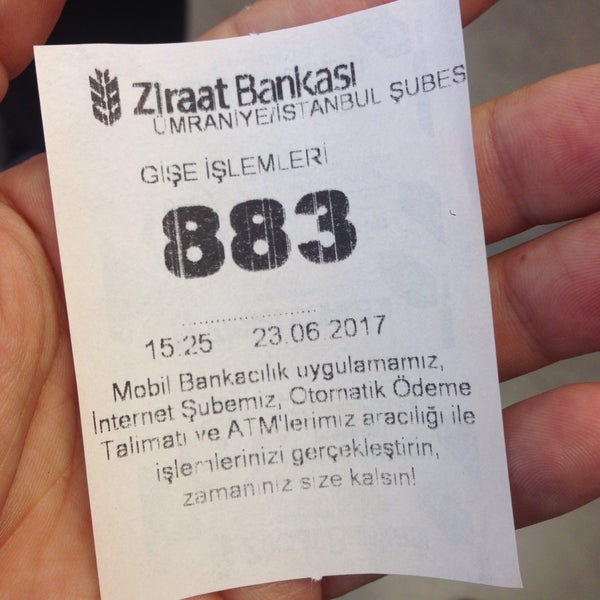 Ziraat Bankası
ÜMRANİYE/İSTANBUL ŞUBES
GİŞE İŞLEMLERİ
883
15:25 23.06.2017
Mobil Bankacılık uygulamamız,
İnternet Şubemiz, Otomatik Ödeme
Talimatı ve ATM'lerimiz aracılığı ile
işlemlerinizi gerçekleştirin,
zamanınız size kalsın!